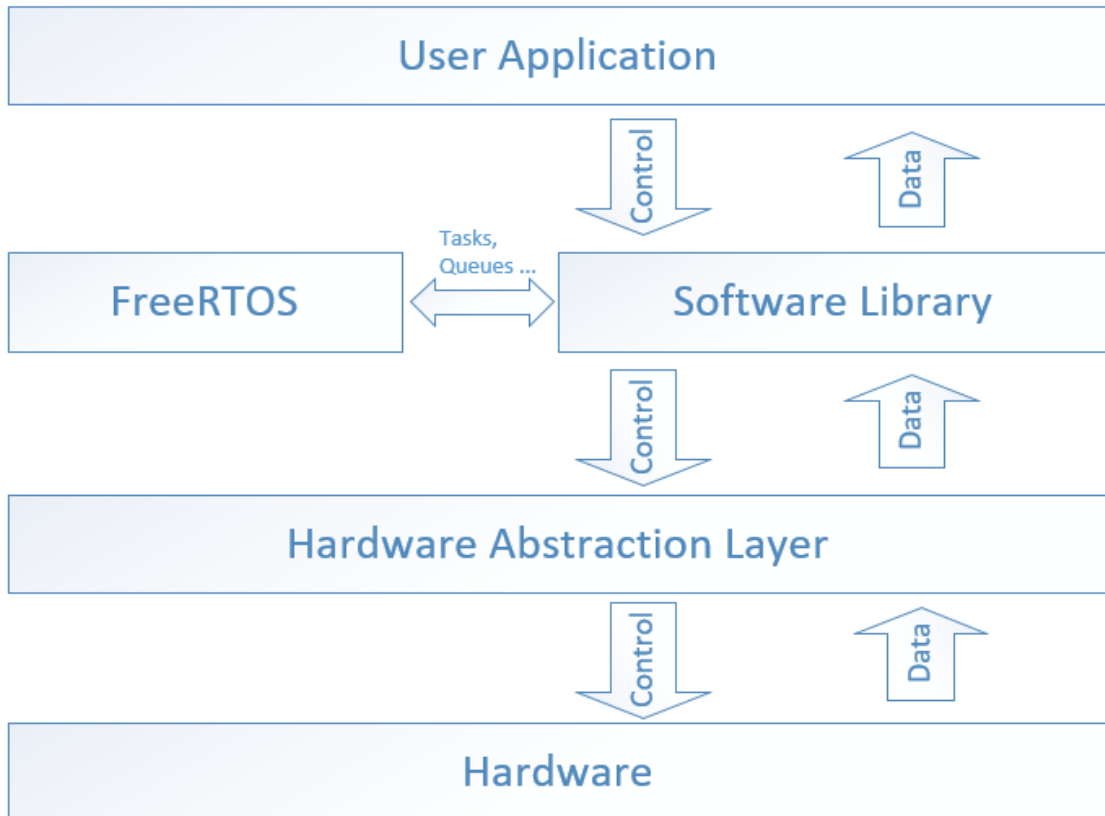 User Application
Control
Data
Tasks,
Queues ...
FreeRTOS
Software Library
Control
Data
Hardware Abstraction Layer
Control
Data
Hardware